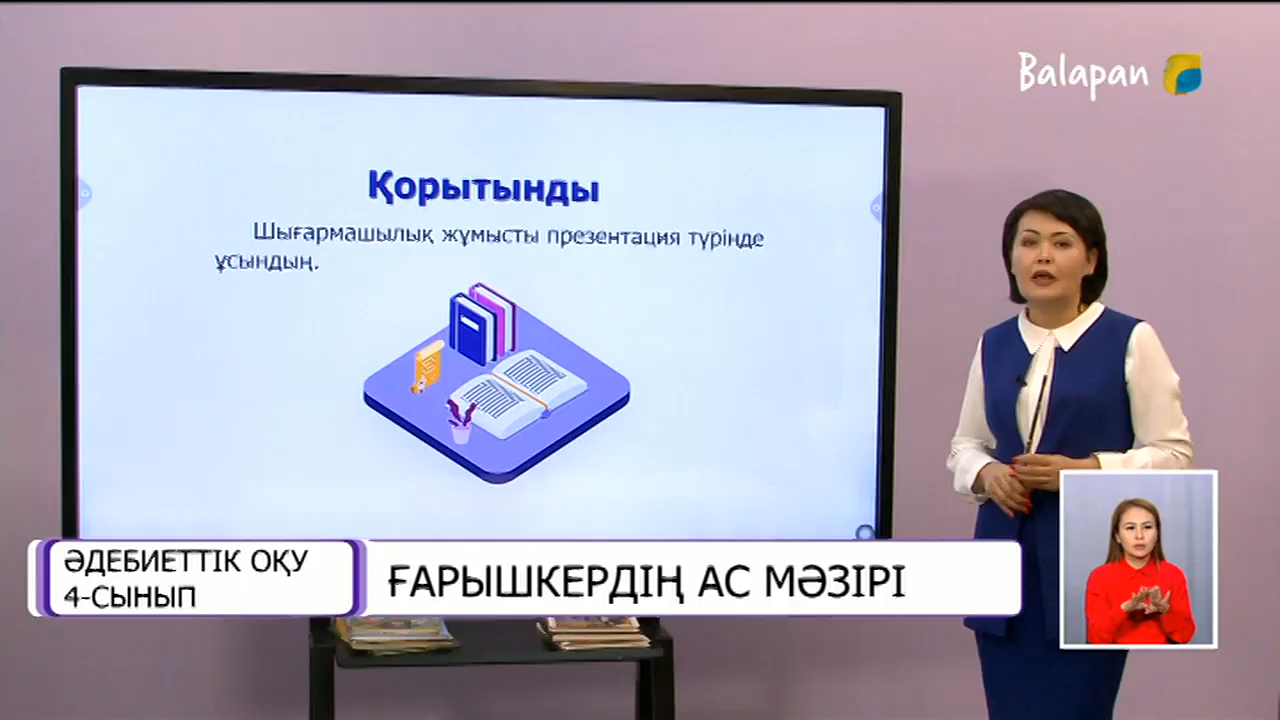 Balapan
Қорытынды
Шығармашылық жұмысты презентация түрінде
ұсындың.
ӘДЕБИЕТТІК ОҚУ
4-СЫНЫП
ҒАРЫШКЕРДІҢ АС МӘЗІРІ